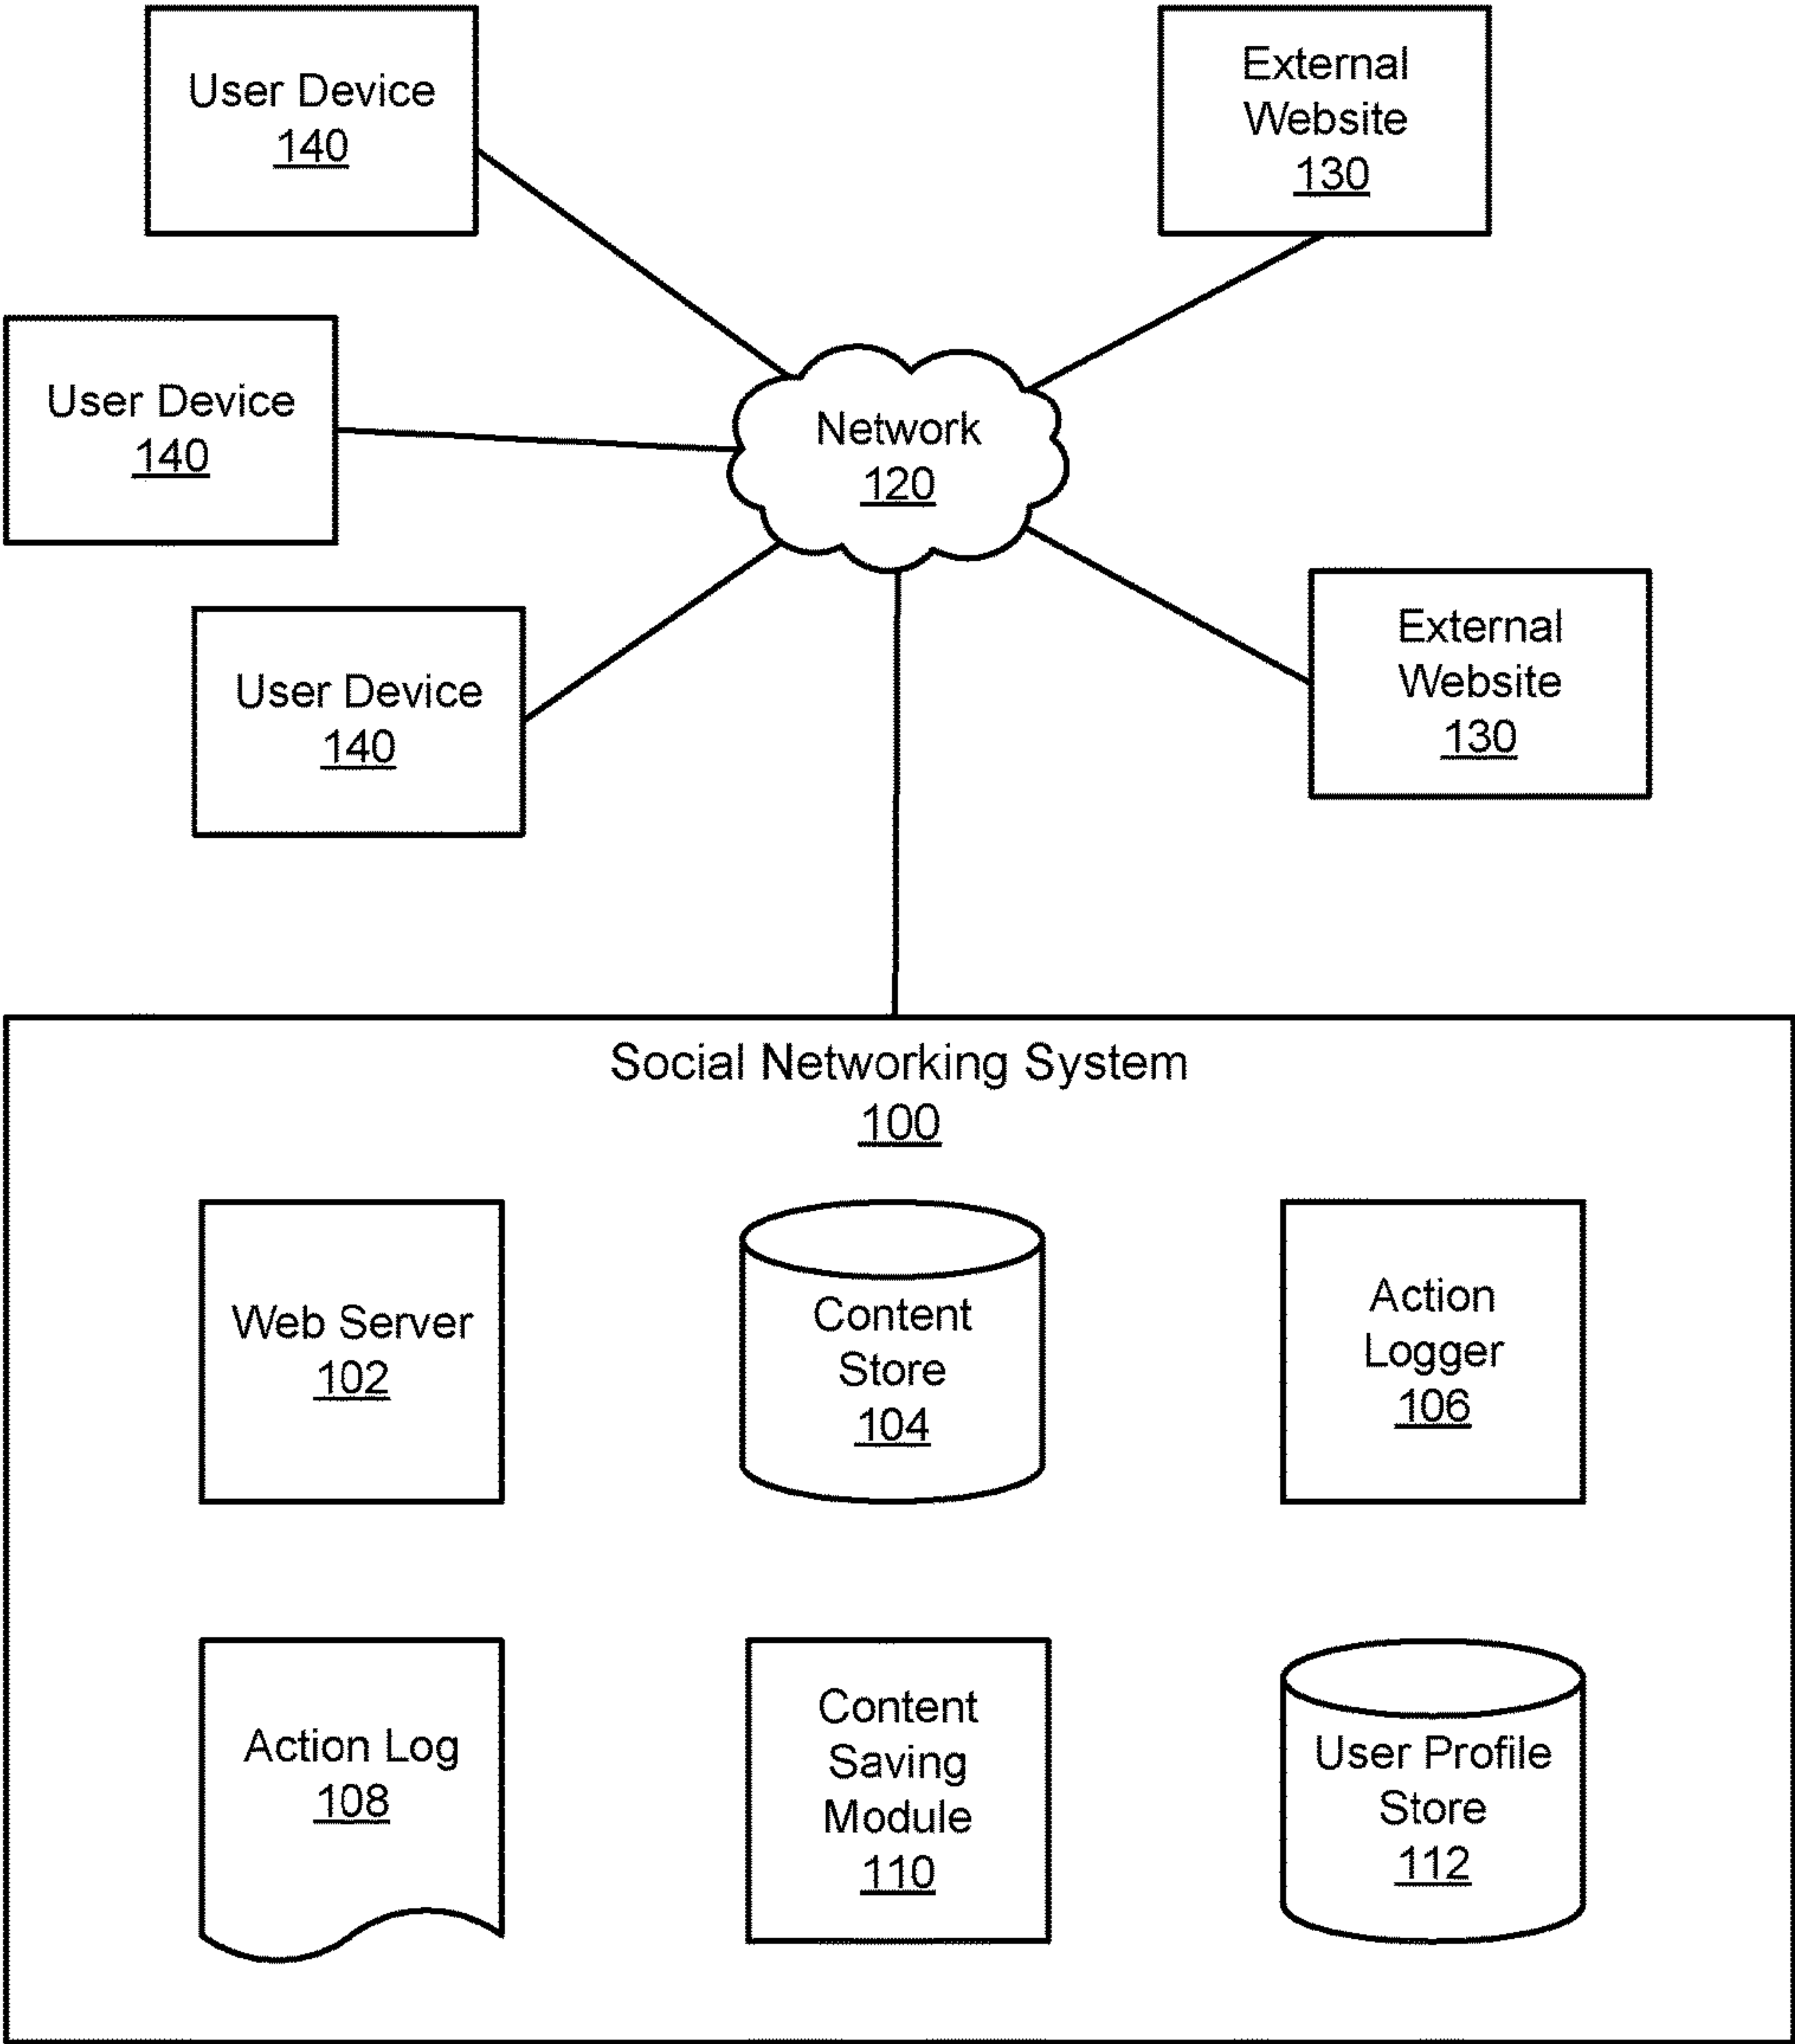 User Device
140
External
Website
130
User Device
140
Network
120
User Device
140
External
Website
130
Social Networking System
100
Web Server
102
Content
Store
104
Action
Logger
106
Action Log
108
Content
Saving
Module
110
User Profile
Store
112